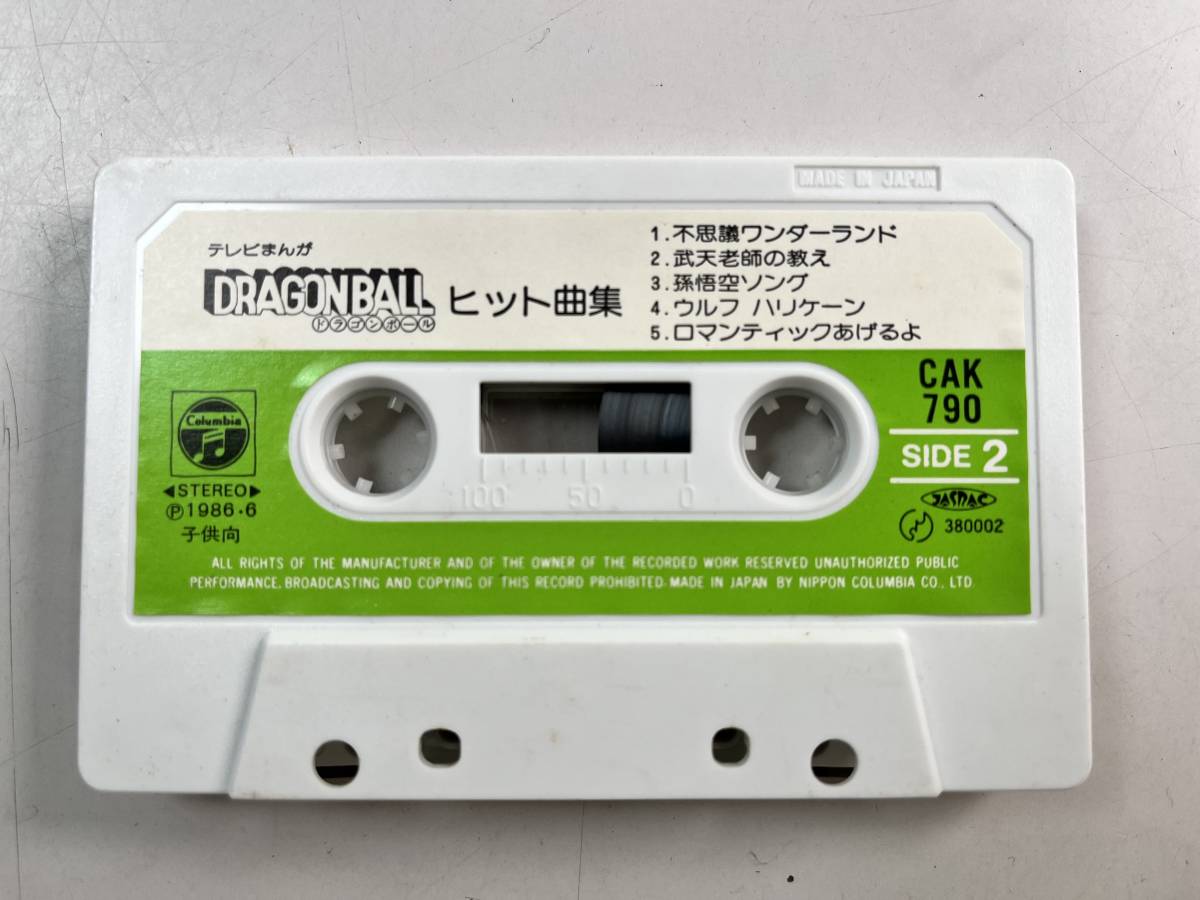 MADE IN JAPAN
テレビまんが
DRAGONBALL
ドラゴンボール
ヒット曲集
1.不思議ワンダーランド
2.武天老師の教え
3.孫悟空ソング
4.ウルフ ハリケーン
5.ロマンティックあげるよ
CAK
790
SIDE 2
Columbia
◀STEREO▶
Ⓟ1986・6
子供向
100 50 0
JASRAC
380002
ALL RIGHTS OF THE MANUFACTURER AND OF THE OWNER OF THE RECORDED WORK RESERVED UNAUTHORIZED PUBLIC
PERFORMANCE. BROADCASTING AND COPYING OF THIS RECORD PROHIBITED. MADE IN JAPAN BY NIPPON COLUMBIA CO., LTD.